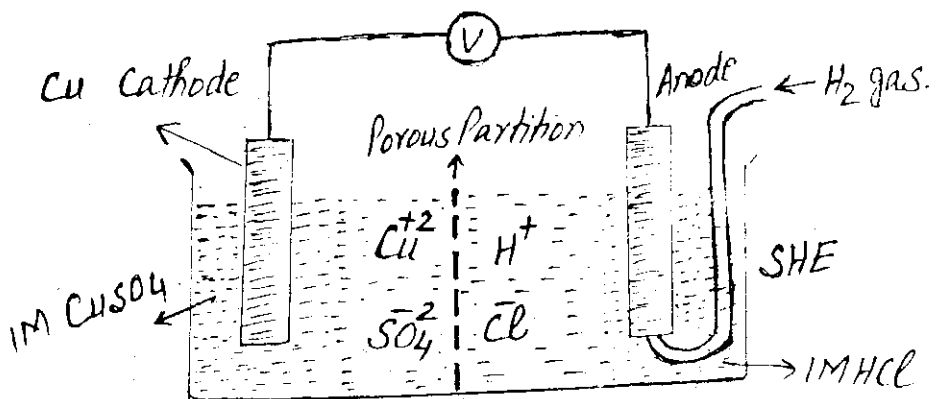 V
Cu Cathode
Anode
H₂ gas.
Porous Partition
Cu⁺²
H⁺
SHE
1M CuSO4
SO₄⁻²
Cl⁻
1M HCl